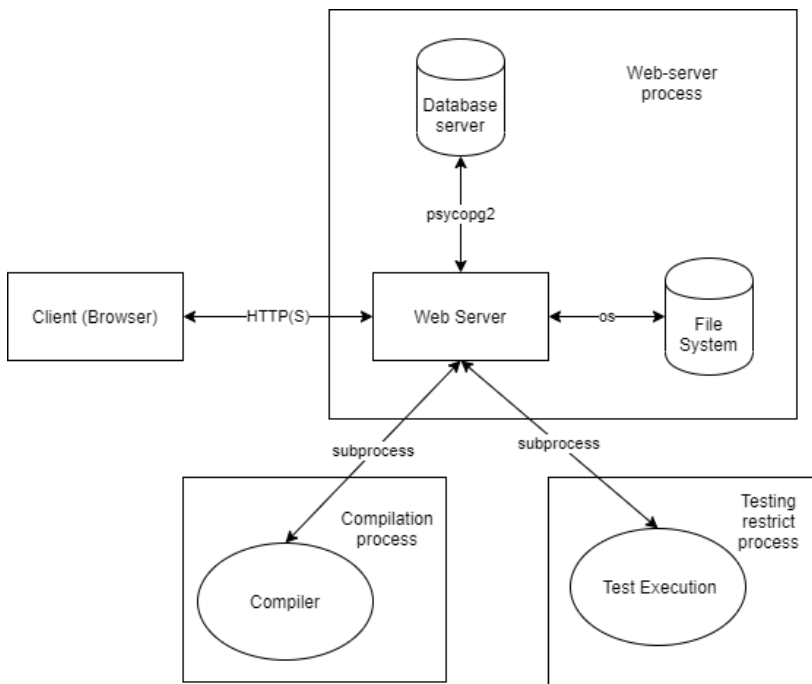 Web-server
process
Database
server
psycopg2
Client (Browser)
HTTP(S)
Web Server
os
File
System
subprocess
subprocess
Compilation
process
Compiler
Testing
restrict
process
Test Execution